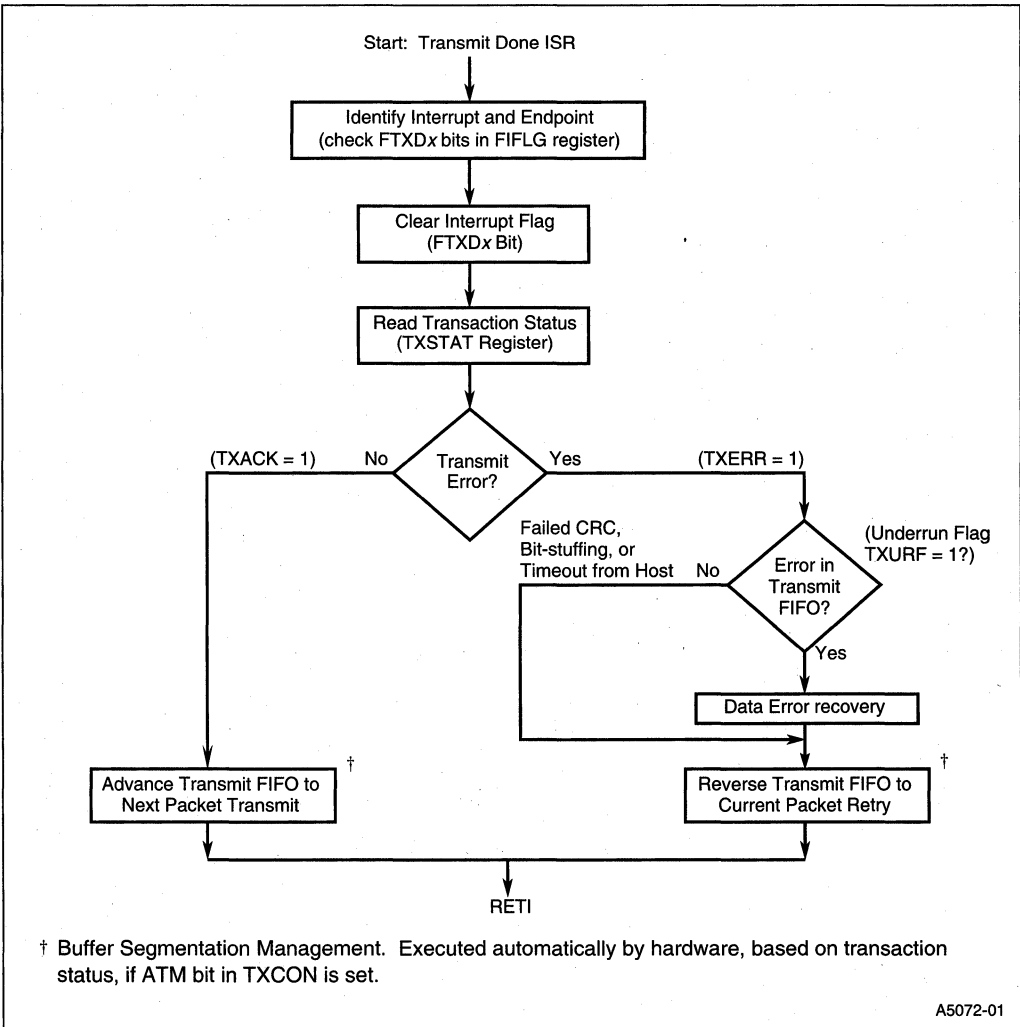 Start: Transmit Done ISR
Identify Interrupt and Endpoint
(check FTXDx bits in FIFLG register)
Clear Interrupt Flag
(FTXDx Bit)
Read Transaction Status
(TXSTAT Register)
(TXACK = 1)
No
Transmit
Error?
Yes
(TXERR = 1)
Failed CRC,
Bit-stuffing, or
Timeout from Host
No
Error in
Transmit
FIFO?
(Underrun Flag
TXURF = 1?)
Yes
Data Error recovery
†
Advance Transmit FIFO to
Next Packet Transmit
†
Reverse Transmit FIFO to
Current Packet Retry
RETI
† Buffer Segmentation Management. Executed automatically by hardware, based on transaction
status, if ATM bit in TXCON is set.
A5072-01